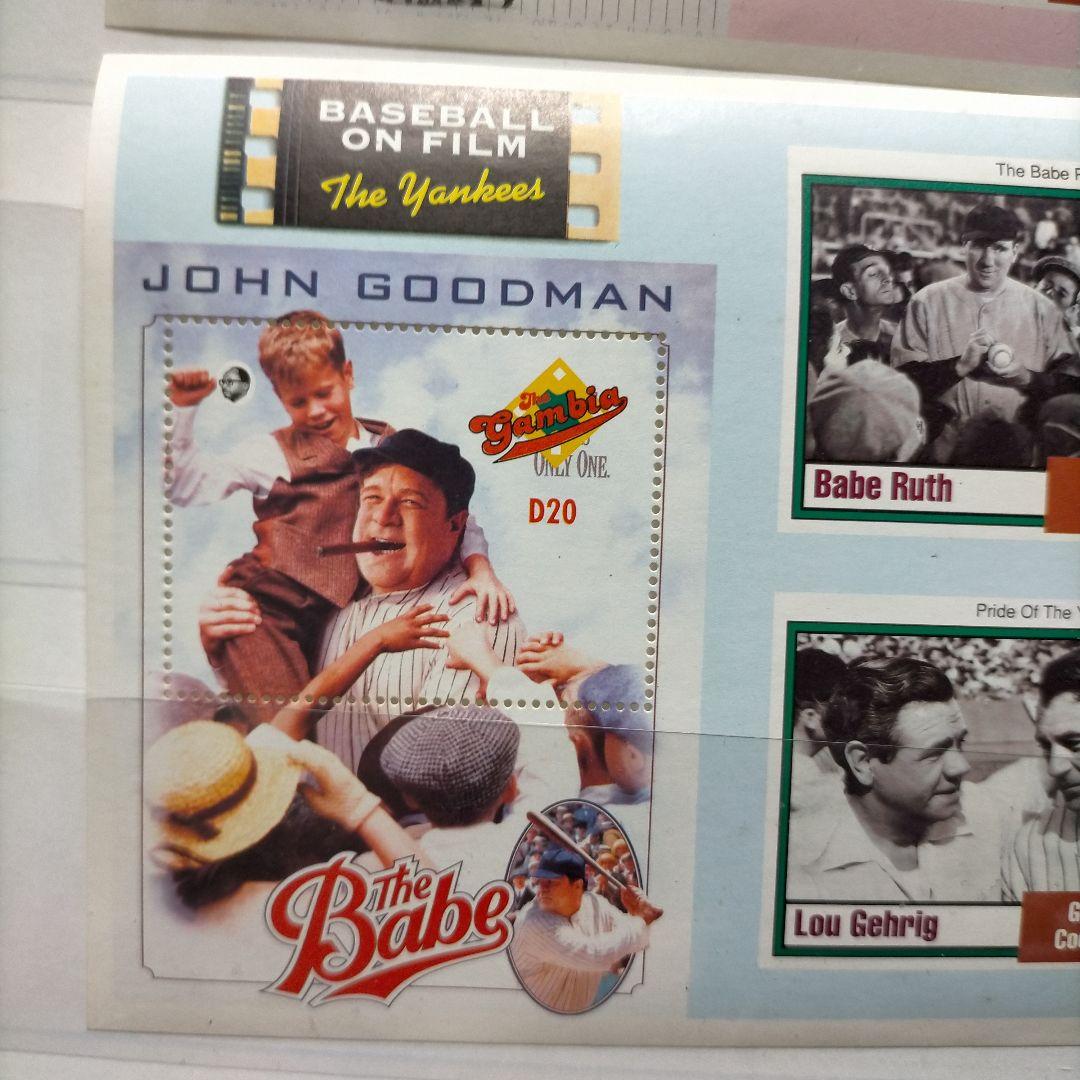 BASEBALL
ON FILM
The Yankees
JOHN GOODMAN
The
Gambia
ONLY ONE.
D20
The
Babe
The Babe
Babe Ruth
Pride Of The
Lou Gehrig